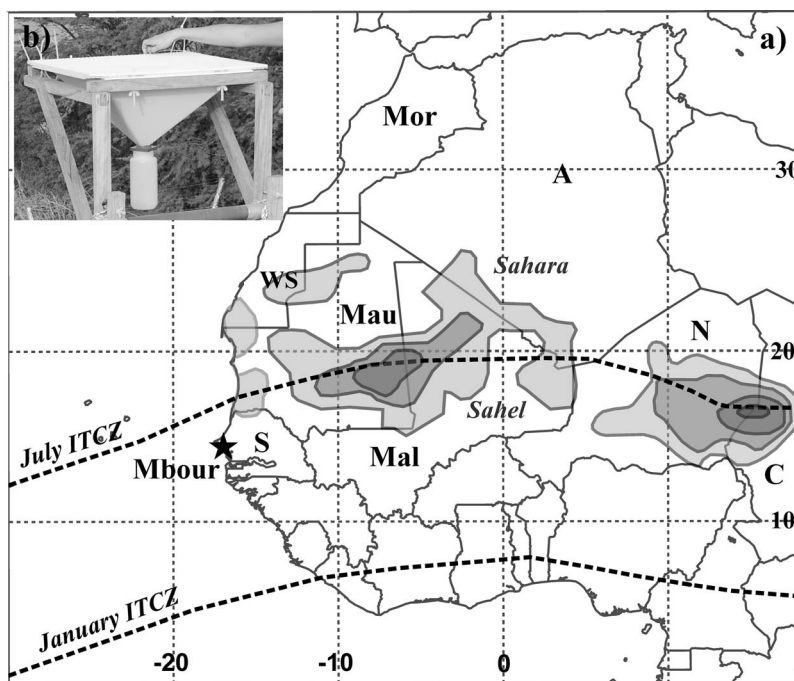 b)
a)
Mor
A
30
Sahara
WS
Mau
N
20
Sahel
July ITCZ
S
Mbour
Mal
C
10
January ITCZ
-20
-10
0